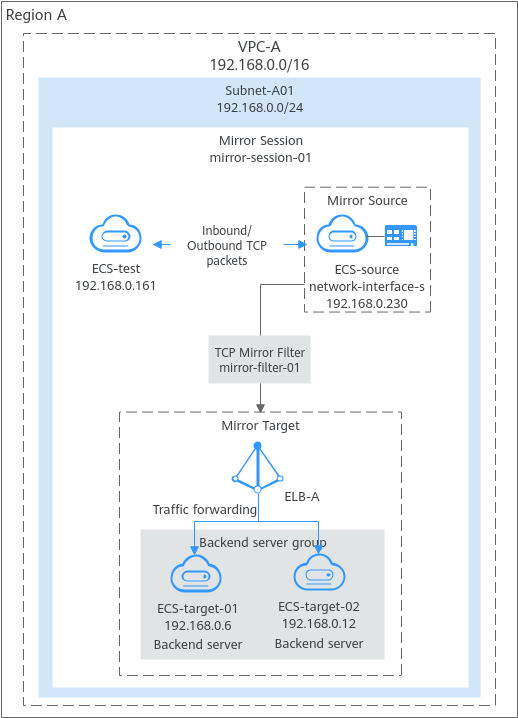 Region A
VPC-A
192.168.0.0/16
Subnet-A01
192.168.0.0/24
Mirror Session
mirror-session-01
Mirror Source
Inbound/
Outbound TCP
packets
ECS-test
192.168.0.161
ECS-source
network-interface-s
192.168.0.230
TCP Mirror Filter
mirror-filter-01
Mirror Target
ELB-A
Traffic forwarding
Backend server group
ECS-target-01
192.168.0.6
Backend server
ECS-target-02
192.168.0.12
Backend server